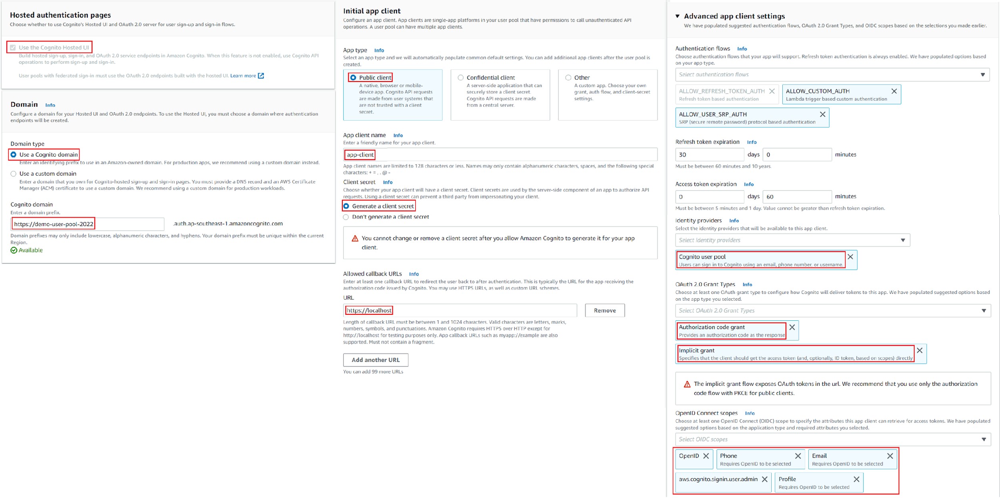 Hosted authentication pages
Choose whether to use Cognito's Hosted UI and OAuth 2.0 server for user sign-up and sign-in flows.
Use the Cognito Hosted UI
Build hosted sign-up, sign-in, and OAuth 2.0 service endpoints in Amazon Cognito. When this feature is not enabled, use Cognito API
operations to perform sign-up and sign-in.
User pools with federated sign-in must use the OAuth 2.0 endpoints built with the hosted UI. Learn more
Domain Info
Configure a domain for your Hosted UI and OAuth 2.0 endpoints. To use the Hosted UI, you must choose a domain where authentication
endpoints will be created.
Domain type
Use a Cognito domain
Enter an identifying prefix to use in an Amazon-owned domain. For production apps, we recommend using a custom domain instead.
Use a custom domain
Enter a domain that you own for Cognito-hosted sign-up and sign-in pages. You must provide a DNS record and an AWS Certificate
Manager (ACM) certificate to use a custom domain. We recommend using a custom domain for production workloads.
Cognito domain
Enter a domain prefix.
https://demo-user-pool-2022 .auth.ap-southeast-1.amazoncognito.com
Domain prefixes may only include lowercase, alphanumeric characters, and hyphens. Your domain prefix must be unique within the current
Region.
Available
Initial app client
Configure an app client. App clients are single-app platforms in your user pool that have permissions to call unauthenticated API
operations. A user pool can have multiple app clients.
App type Info
Select an app type and we will automatically populate common default settings. You can add additional app clients after the user pool is
created.
Public client
A native, browser or mobile-
device app. Cognito API requests
are made from user systems that
are not trusted with a client
secret.
Confidential client
A server-side application that can
securely store a client secret.
Cognito API requests are made
from a central server.
Other
A custom app. Choose your own
grant, auth flow, and client-secret
settings.
App client name Info
Enter a friendly name for your app client.
app-client
App client names are limited to 128 characters or less. Names may only contain alphanumeric characters, spaces, and the following special
characters: + = , . @ -
Client secret Info
Choose whether your app client will have a client secret. Client secrets are used by the server-side component of an app to authorize API
requests. Using a client secret can prevent a third party from impersonating your client.
Generate a client secret
Don't generate a client secret
You cannot change or remove a client secret after you allow Amazon Cognito to generate it for your app
client.
Allowed callback URLs Info
Enter at least one callback URL to redirect the user back to after authentication. This is typically the URL for the app receiving the
authorization code issued by Cognito. You may use HTTPS URLs, as well as custom URL schemes.
URL
https://localhost Remove
Length of callback URL must be between 1 and 1024 characters. Valid characters are letters, marks,
numbers, symbols, and punctuations. Amazon Cognito requires HTTPS over HTTP except for
http://localhost for testing purposes only. App callback URLs such as myapp://example are also
supported. Must not contain a fragment.
Add another URL
You can add 99 more URLs
Advanced app client settings
We have populated suggested authentication flows, OAuth 2.0 Grant Types, and OIDC scopes based on the selections you made earlier.
Authentication flows Info
Choose authentication flows that your app will support. Refresh token authentication is always enabled. We have populated options based
on your app type.
Select authentication flows
ALLOW_REFRESH_TOKEN_AUTH
Refresh token based authentication
ALLOW_CUSTOM_AUTH
Lambda trigger based custom authentication
ALLOW_USER_SRP_AUTH
SRP (secure remote password) protocol based authentication
Refresh token expiration Info
30 days 0 minutes
Must be between 60 minutes and 10 years.
Access token expiration Info
0 days 60 minutes
Must be between 5 minutes and 1 day. Value cannot be greater than refresh token expiration.
Identity providers Info
Select the identity providers that will be available to this app client.
Select identity providers
Cognito user pool
Users can sign in to Cognito using an email, phone number, or username.
OAuth 2.0 Grant Types Info
Choose at least one OAuth grant type to configure how Cognito will deliver tokens to this app. We have populated suggested options based
on the app type you selected.
Select OAuth 2.0 Grant Types
Authorization code grant
Provides an authorization code as the response
Implicit grant
Specifies that the client should get the access token (and, optionally, ID token, based on scopes) directly
The implicit grant flow exposes OAuth tokens in the url. We recommend that you use only the authorization
code flow with PKCE for public clients.
OpenID Connect scopes Info
Choose at least one OpenID Connect (OIDC) scope to specify the attributes this app client can retrieve for access tokens. We have populated
suggested options based on the application type and required attributes you selected.
Select OIDC scopes
OpenID
Phone
Requires OpenID to be selected
Email
Requires OpenID to be selected
aws.cognito.signin.user.admin
Profile
Requires OpenID to be selected